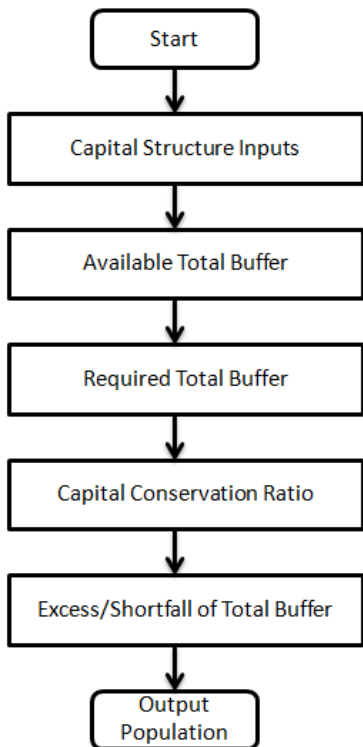 Start
Capital Structure Inputs
Available Total Buffer
Required Total Buffer
Capital Conservation Ratio
Excess/Shortfall of Total Buffer
Output
Population